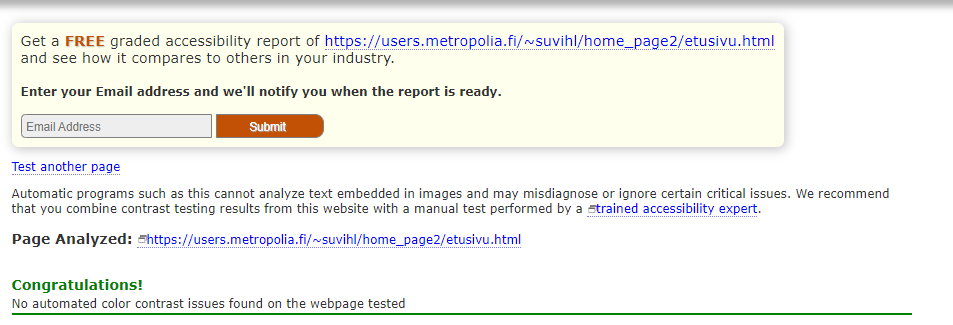 Get a FREE graded accessibility report of https://users.metropolia.fi/~suvihl/home_page2/etusivu.html
and see how it compares to others in your industry.
Enter your Email address and we'll notify you when the report is ready.
Email Address Submit
Test another page
Automatic programs such as this cannot analyze text embedded in images and may misdiagnose or ignore certain critical issues. We recommend
that you combine contrast testing results from this website with a manual test performed by a trained accessibility expert.
Page Analyzed: https://users.metropolia.fi/~suvihl/home_page2/etusivu.html
Congratulations!
No automated color contrast issues found on the webpage tested